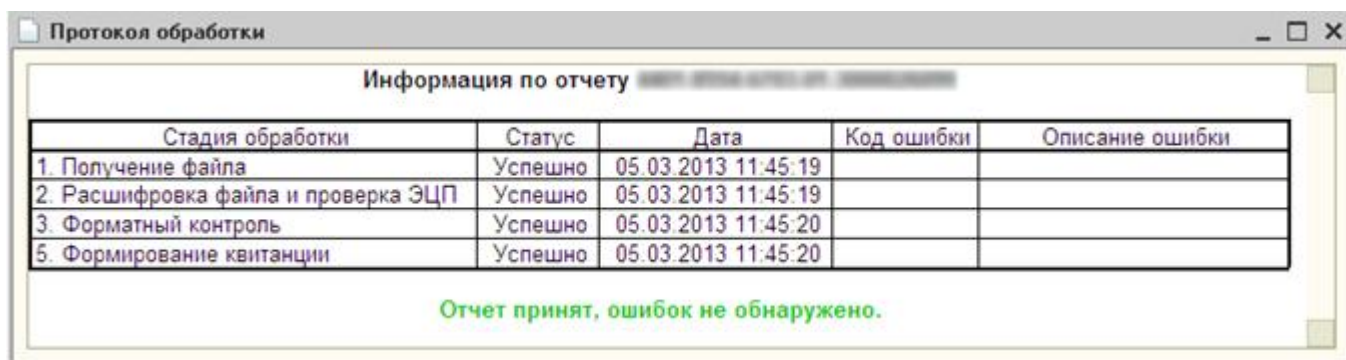 Протокол обработки
Информация по отчету
Стадия обработки Статус Дата Код ошибки Описание ошибки
1. Получение файла Успешно 05.03.2013 11:45:19
2. Расшифровка файла и проверка ЭЦП Успешно 05.03.2013 11:45:19
3. Форматный контроль Успешно 05.03.2013 11:45:20
5. Формирование квитанции Успешно 05.03.2013 11:45:20
Отчет принят, ошибок не обнаружено.